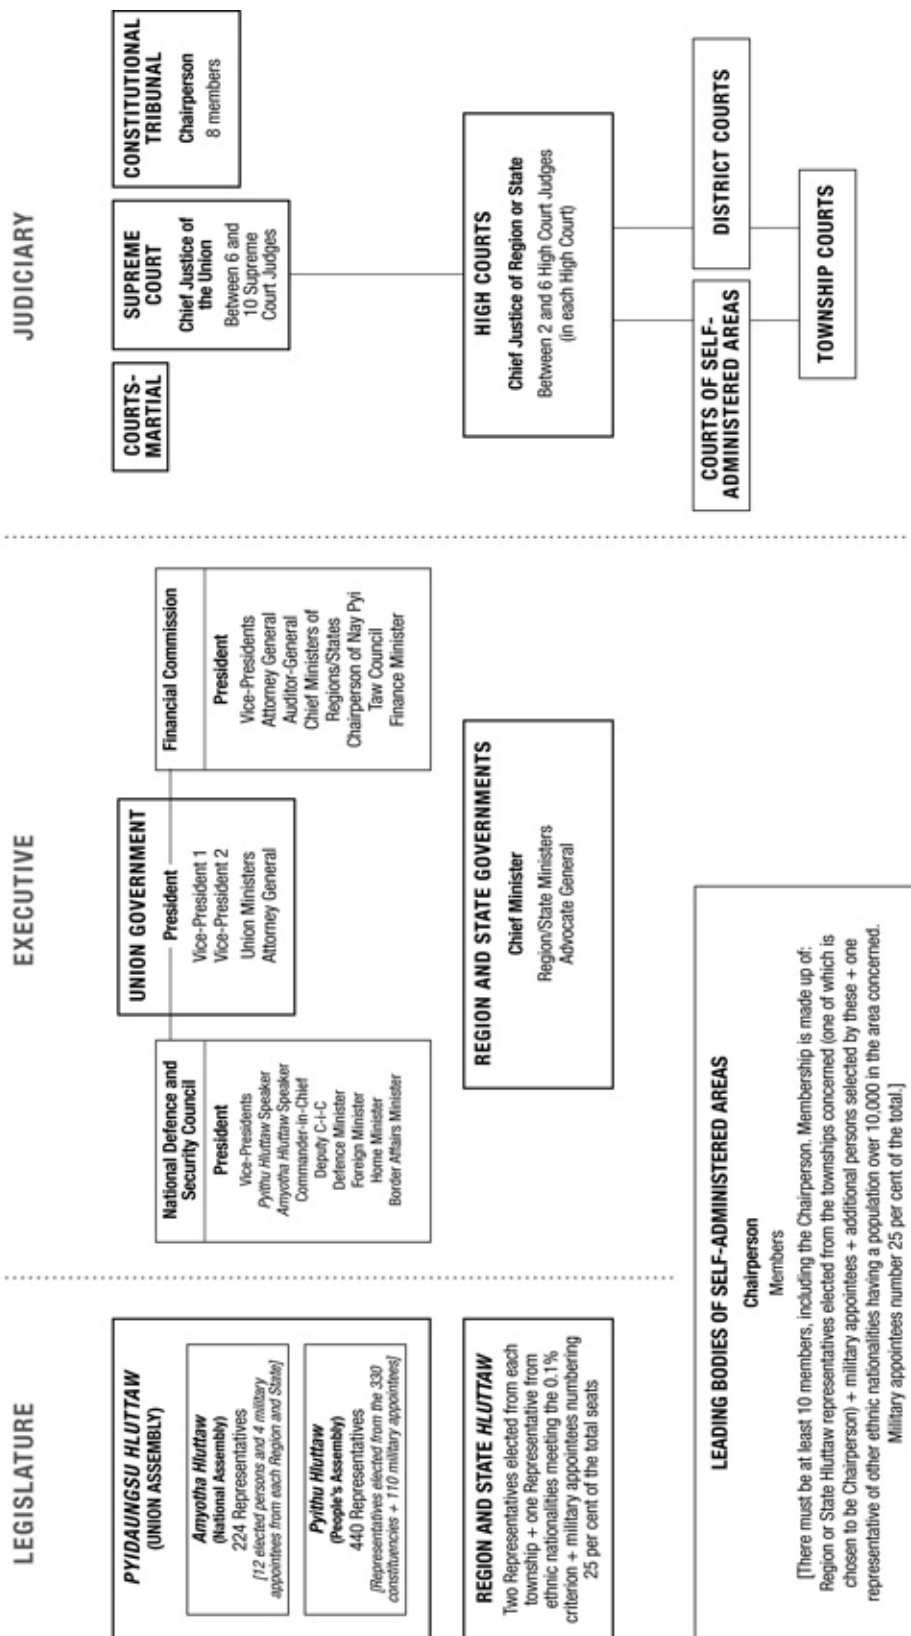 LEGISLATURE
EXECUTIVE
JUDICIARY
PYIDAUNGSU HLUTTAW
(UNION ASSEMBLY)
Amyotha Hluttaw
(National Assembly)
224 Representatives
[12 elected persons and 4 military
appointees from each Region and State]
Pyithu Hluttaw
(People's Assembly)
440 Representatives
[Representatives elected from the 330
constituencies + 110 military appointees]
REGION AND STATE HLUTTAW
Two Representatives elected from each
township + one Representative from
ethnic nationalities meeting the 0.1%
criterion + military appointees numbering
25 per cent of the total seats
National Defence and
Security Council
President
Vice-Presidents
Pyithu Hluttaw Speaker
Amyotha Hluttaw Speaker
Commander-in-Chief
Deputy C-i-C
Defence Minister
Foreign Minister
Home Minister
Border Affairs Minister
UNION GOVERNMENT
President
Vice-President 1
Vice-President 2
Union Ministers
Attorney General
Financial Commission
President
Vice-Presidents
Attorney General
Auditor-General
Chief Ministers of
Regions/States
Chairperson of Nay Pyi
Taw Council
Finance Minister
REGION AND STATE GOVERNMENTS
Chief Minister
Region/State Ministers
Advocate General
LEADING BODIES OF SELF-ADMINISTERED AREAS
Chairperson
Members
[There must be at least 10 members, including the Chairperson. Membership is made up of:
Region or State Hluttaw representatives elected from the townships concerned (one of which is
chosen to be Chairperson) + military appointees + additional persons selected by these + one
representative of other ethnic nationalities having a population over 10,000 in the area concerned.
Military appointees number 25 per cent of the total.]
COURTS-
MARTIAL
SUPREME
COURT
Chief Justice of
the Union
Between 6 and
10 Supreme
Court Judges
CONSTITUTIONAL
TRIBUNAL
Chairperson
8 members
HIGH COURTS
Chief Justice of Region or State
Between 2 and 6 High Court Judges
(in each High Court)
COURTS OF SELF-
ADMINISTERED AREAS
DISTRICT COURTS
TOWNSHIP COURTS